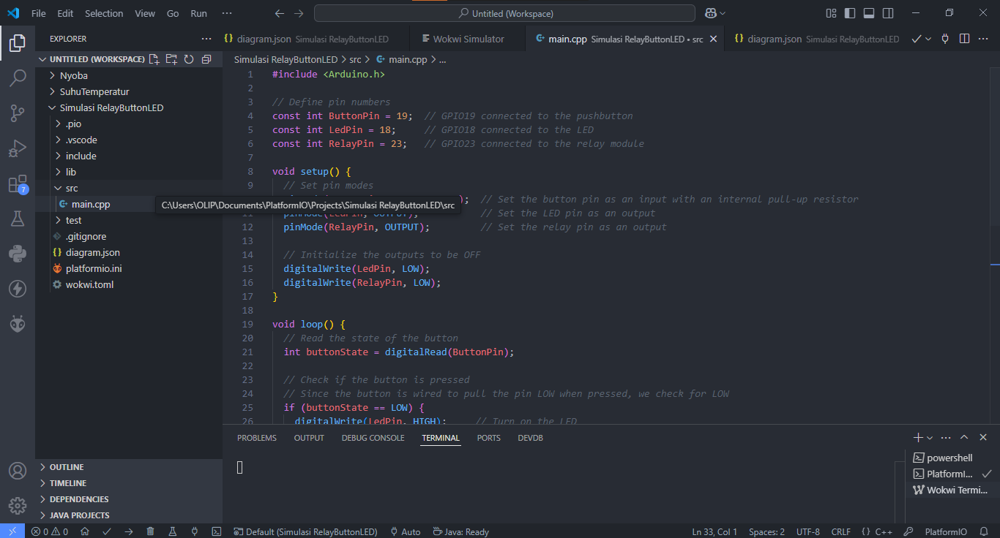 File Edit Selection View Go Run ···
Untitled (Workspace)
EXPLORER ···
{} diagram.json Simulasi RelayButtonLED
Wokwi Simulator
main.cpp Simulasi RelayButtonLED • src
{} diagram.json Simulasi RelayButtonLED
UNTITLED (WORKSPACE)
Nyoba
SuhuTemperatur
Simulasi RelayButtonLED
.pio
.vscode
include
lib
src
main.cpp
test
.gitignore
{} diagram.json
platformio.ini
wokwi.toml
OUTLINE
TIMELINE
DEPENDENCIES
JAVA PROJECTS
7
Simulasi RelayButtonLED > src > main.cpp > ...
1 #include <Arduino.h>
2
3 // Define pin numbers
4 const int ButtonPin = 19; // GPIO19 connected to the pushbutton
5 const int LedPin = 18; // GPIO18 connected to the LED
6 const int RelayPin = 23; // GPIO23 connected to the relay module
7
8 void setup() {
9 // Set pin modes
); // Set the button pin as an input with an internal pull-up resistor
C:\Users\OLIP\Documents\PlatformIO\Projects\Simulasi RelayButtonLED\src
11 pinMode(LedPin, OUTPUT); // Set the LED pin as an output
12 pinMode(RelayPin, OUTPUT); // Set the relay pin as an output
13
14 // Initialize the outputs to be OFF
15 digitalWrite(LedPin, LOW);
16 digitalWrite(RelayPin, LOW);
17 }
18
19 void loop() {
20 // Read the state of the button
21 int buttonState = digitalRead(ButtonPin);
22
23 // Check if the button is pressed
24 // Since the button is wired to pull the pin LOW when pressed, we check for LOW
25 if (buttonState == LOW) {
26 digitalWrite(LedPin, HIGH); // Turn on the LED
PROBLEMS OUTPUT DEBUG CONSOLE TERMINAL PORTS DEVDB
powershell
PlatformI...
Wokwi Termi...
0 0 Default (Simulasi RelayButtonLED) Auto Java: Ready
Ln 33, Col 1 Spaces: 2 UTF-8 CRLF {} C++ PlatformIO